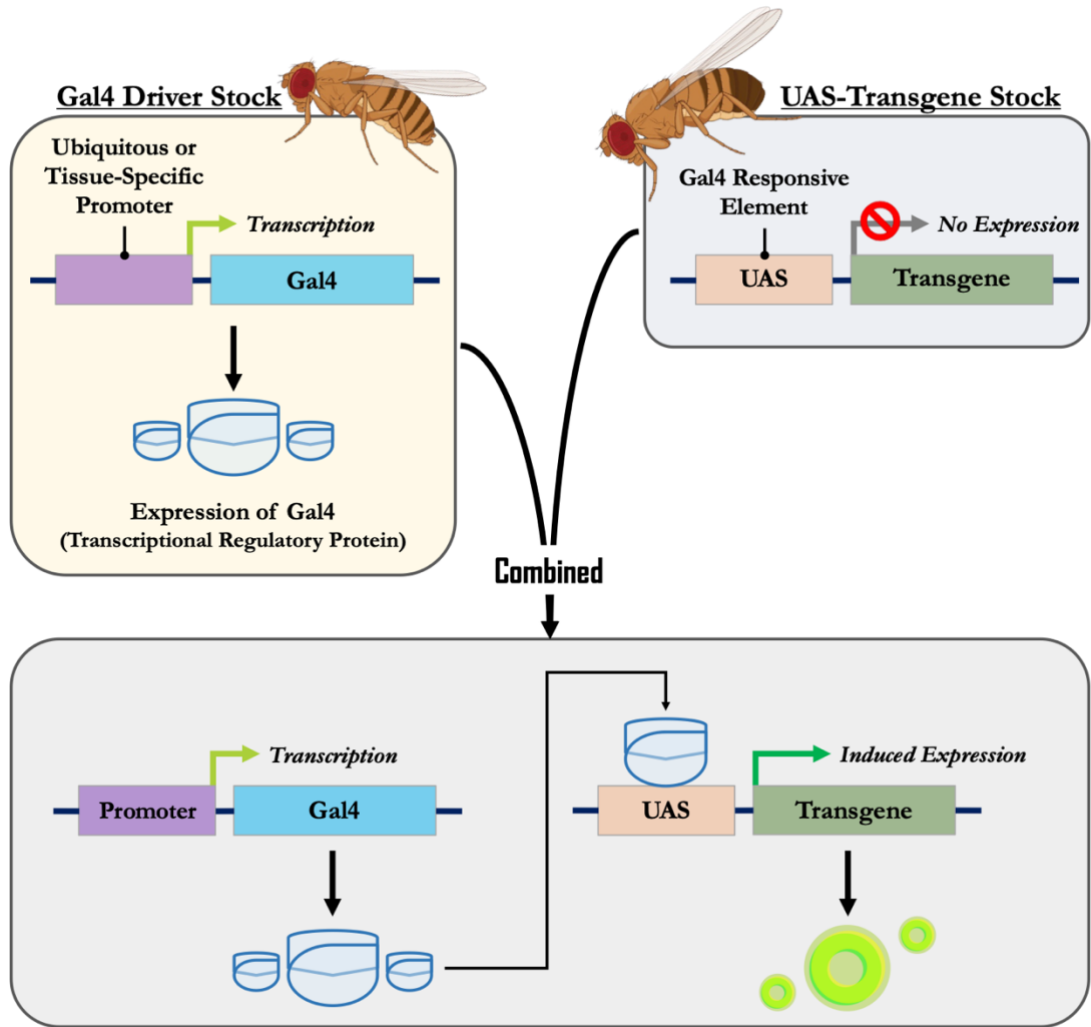 Gal4 Driver Stock
Ubiquitous or
Tissue-Specific
Promoter
Transcription
Gal4
Expression of Gal4
(Transcriptional Regulatory Protein)
UAS-Transgene Stock
Gal4 Responsive
Element
No Expression
UAS
Transgene
Combined
Transcription
Promoter
Gal4
Induced Expression
UAS
Transgene